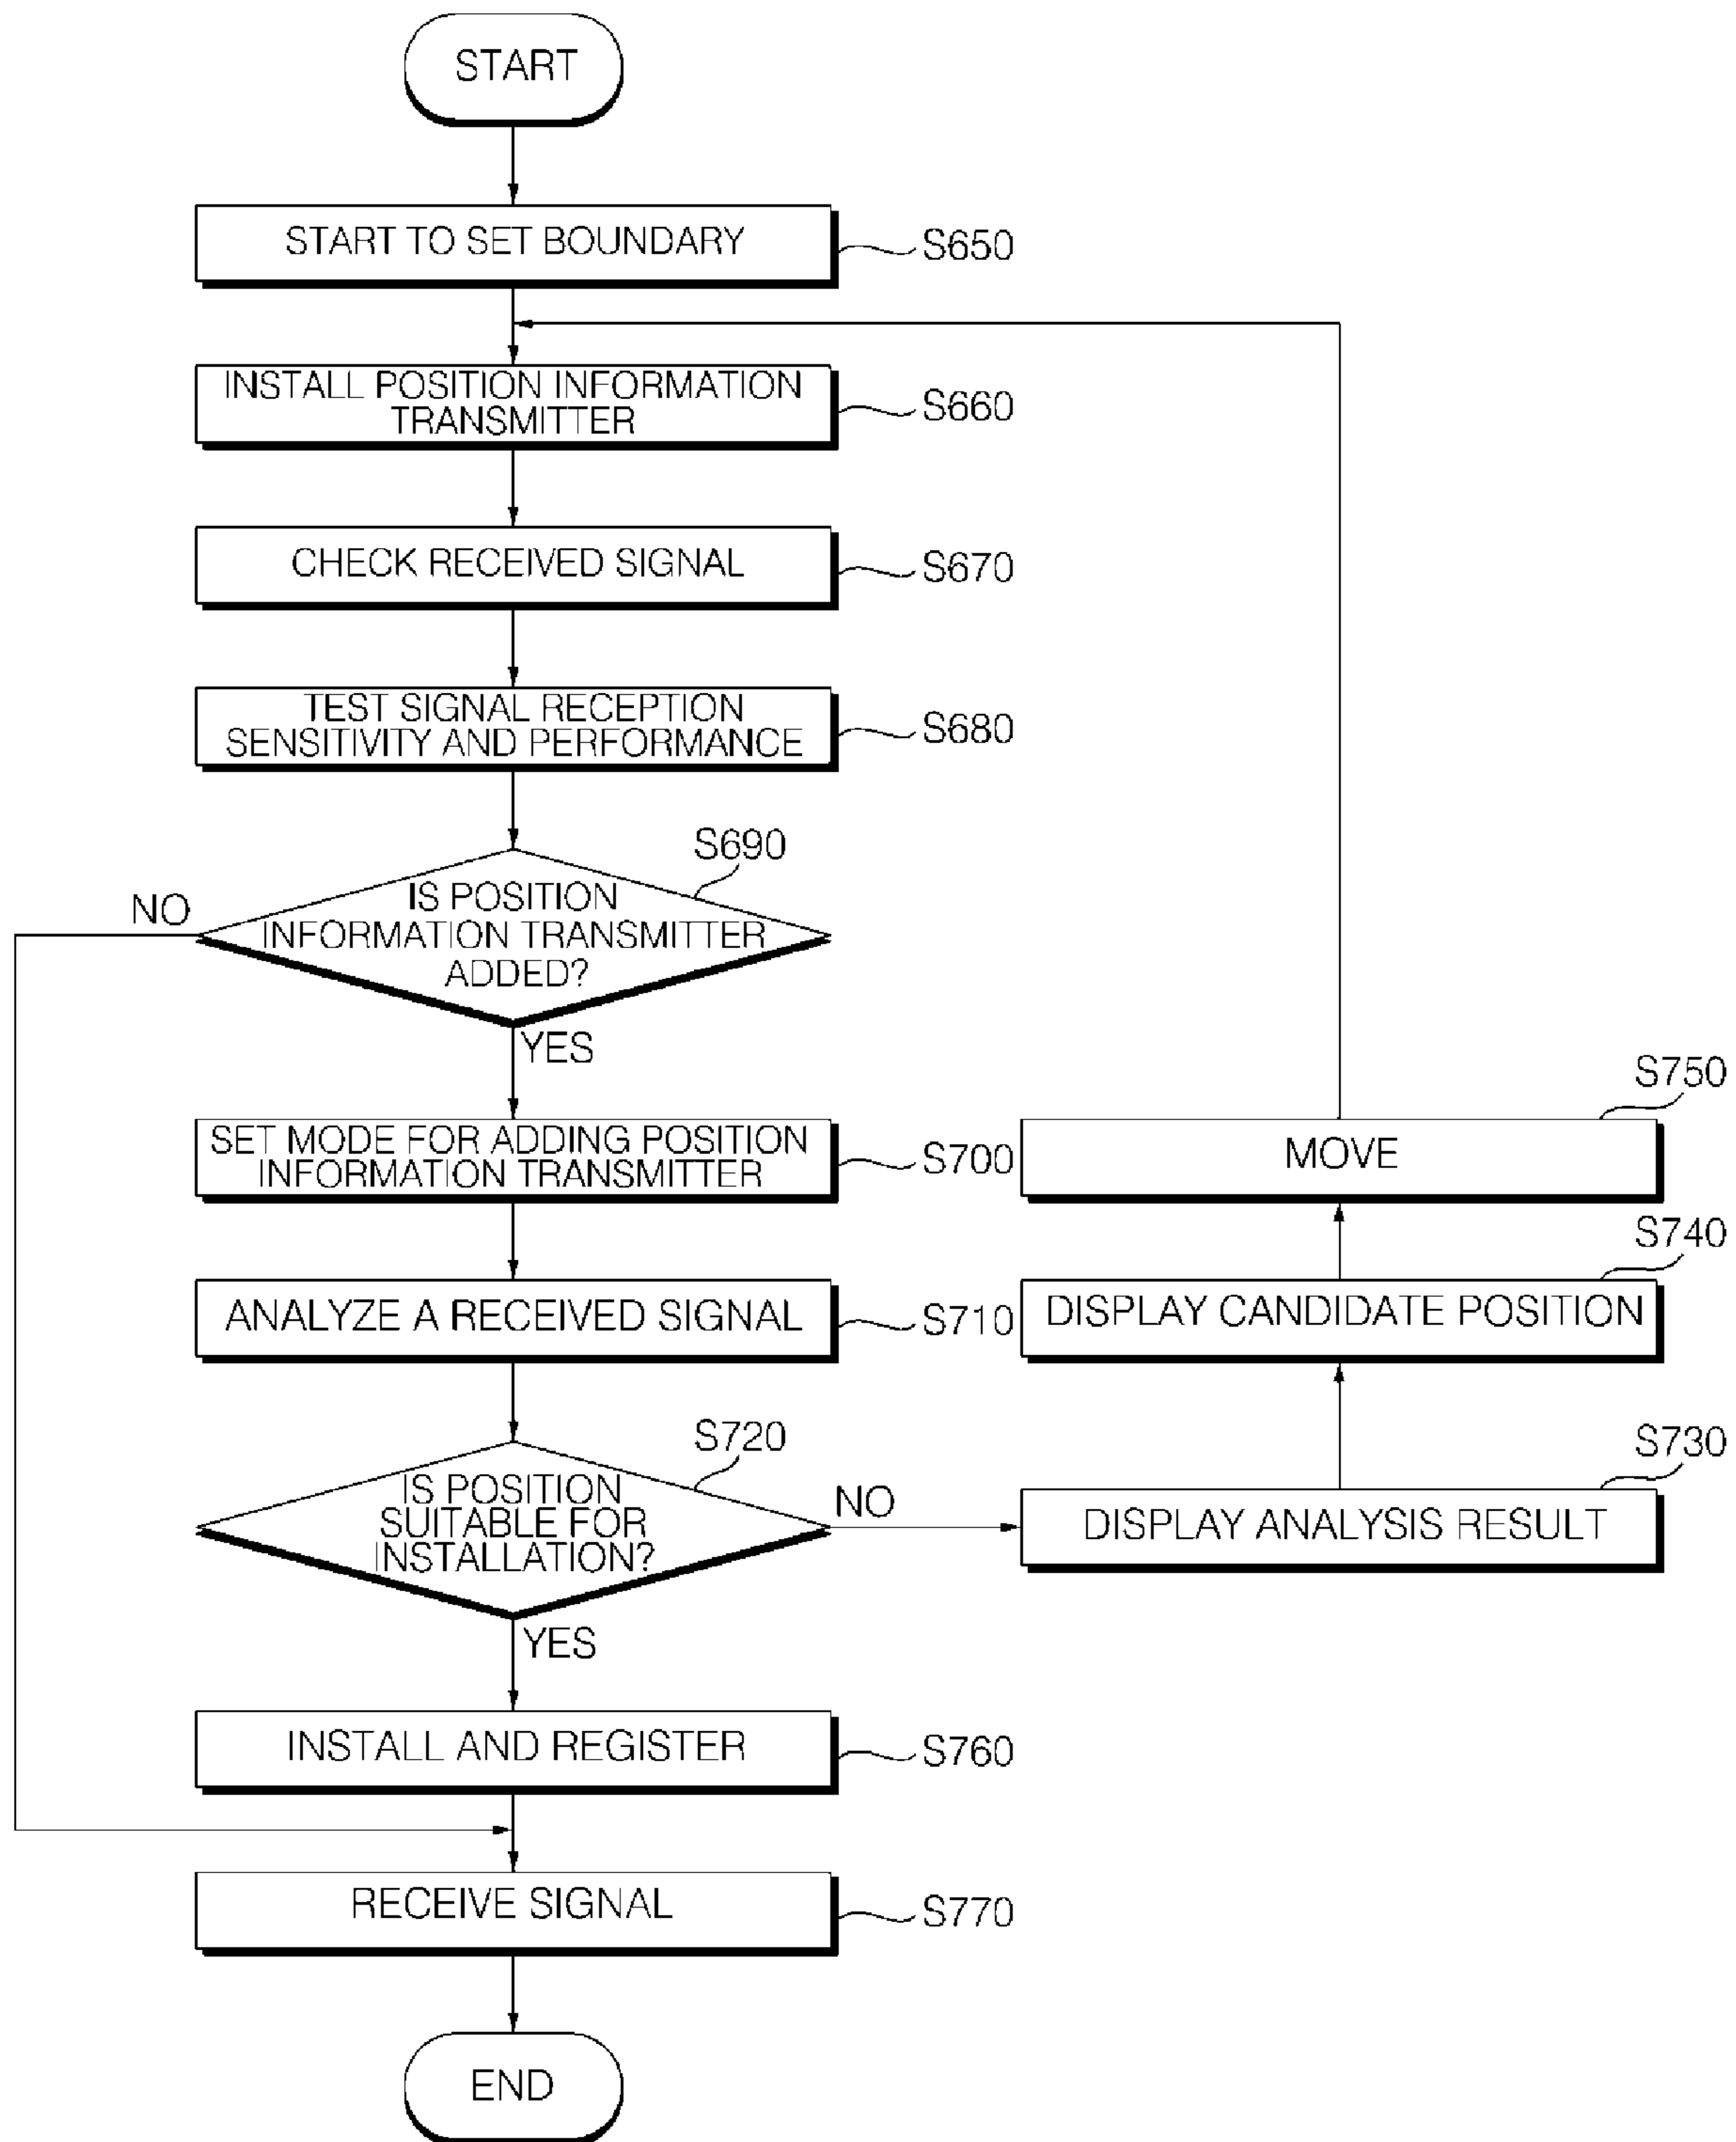 START
START TO SET BOUNDARY
S650
INSTALL POSITION INFORMATION
TRANSMITTER
S660
CHECK RECEIVED SIGNAL
S670
TEST SIGNAL RECEPTION
SENSITIVITY AND PERFORMANCE
S680
S690
IS POSITION
INFORMATION TRANSMITTER
ADDED?
NO
YES
SET MODE FOR ADDING POSITION
INFORMATION TRANSMITTER
S700
ANALYZE A RECEIVED SIGNAL
S710
S720
IS POSITION
SUITABLE FOR
INSTALLATION?
NO
YES
S750
MOVE
S740
DISPLAY CANDIDATE POSITION
S730
DISPLAY ANALYSIS RESULT
INSTALL AND REGISTER
S760
RECEIVE SIGNAL
S770
END